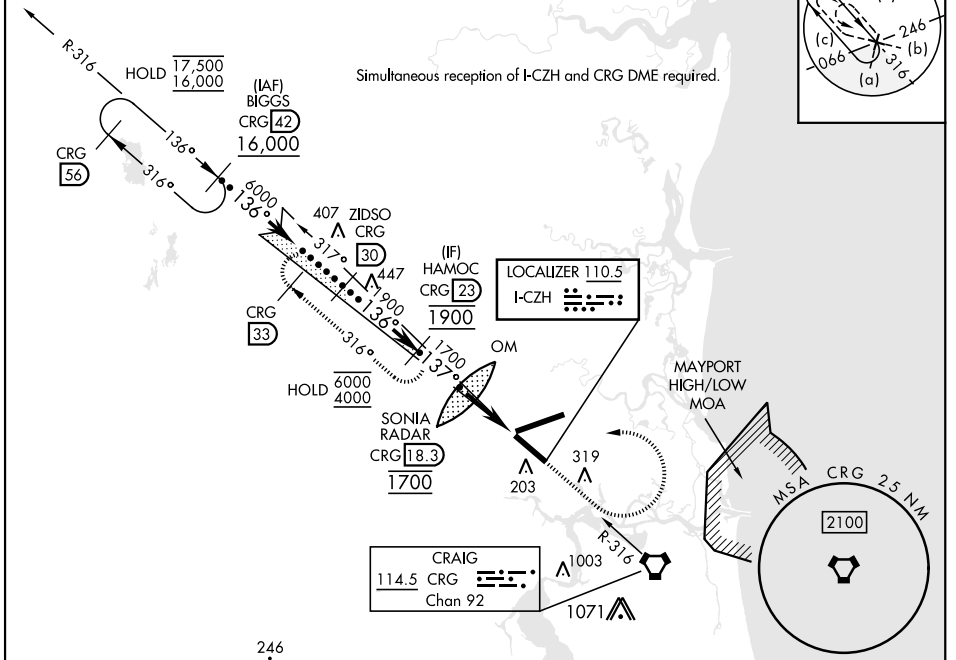 R-316
HOLD 17,500
16,000
(IAF)
BIGGS
CRG 42
16,000
Simultaneous reception of I-CZH and CRG DME required.
246
(c)
(b)
066
316
(a)
CRG
56
136°
316°
6000
136°
407
ZIDSO
CRG
30
317°
447
1900
136°
(IF)
HAMOC
CRG 23
1900
LOCALIZER 110.5
I-CZH
CRG
33
316°
1700
137°
OM
HOLD 6000
4000
MAYPORT
HIGH/LOW
MOA
SONIA
RADAR
CRG 18.3
1700
203
319
MSA CRG 25 NM
2100
R-316
CRAIG
114.5 CRG
Chan 92
1003
1071
246